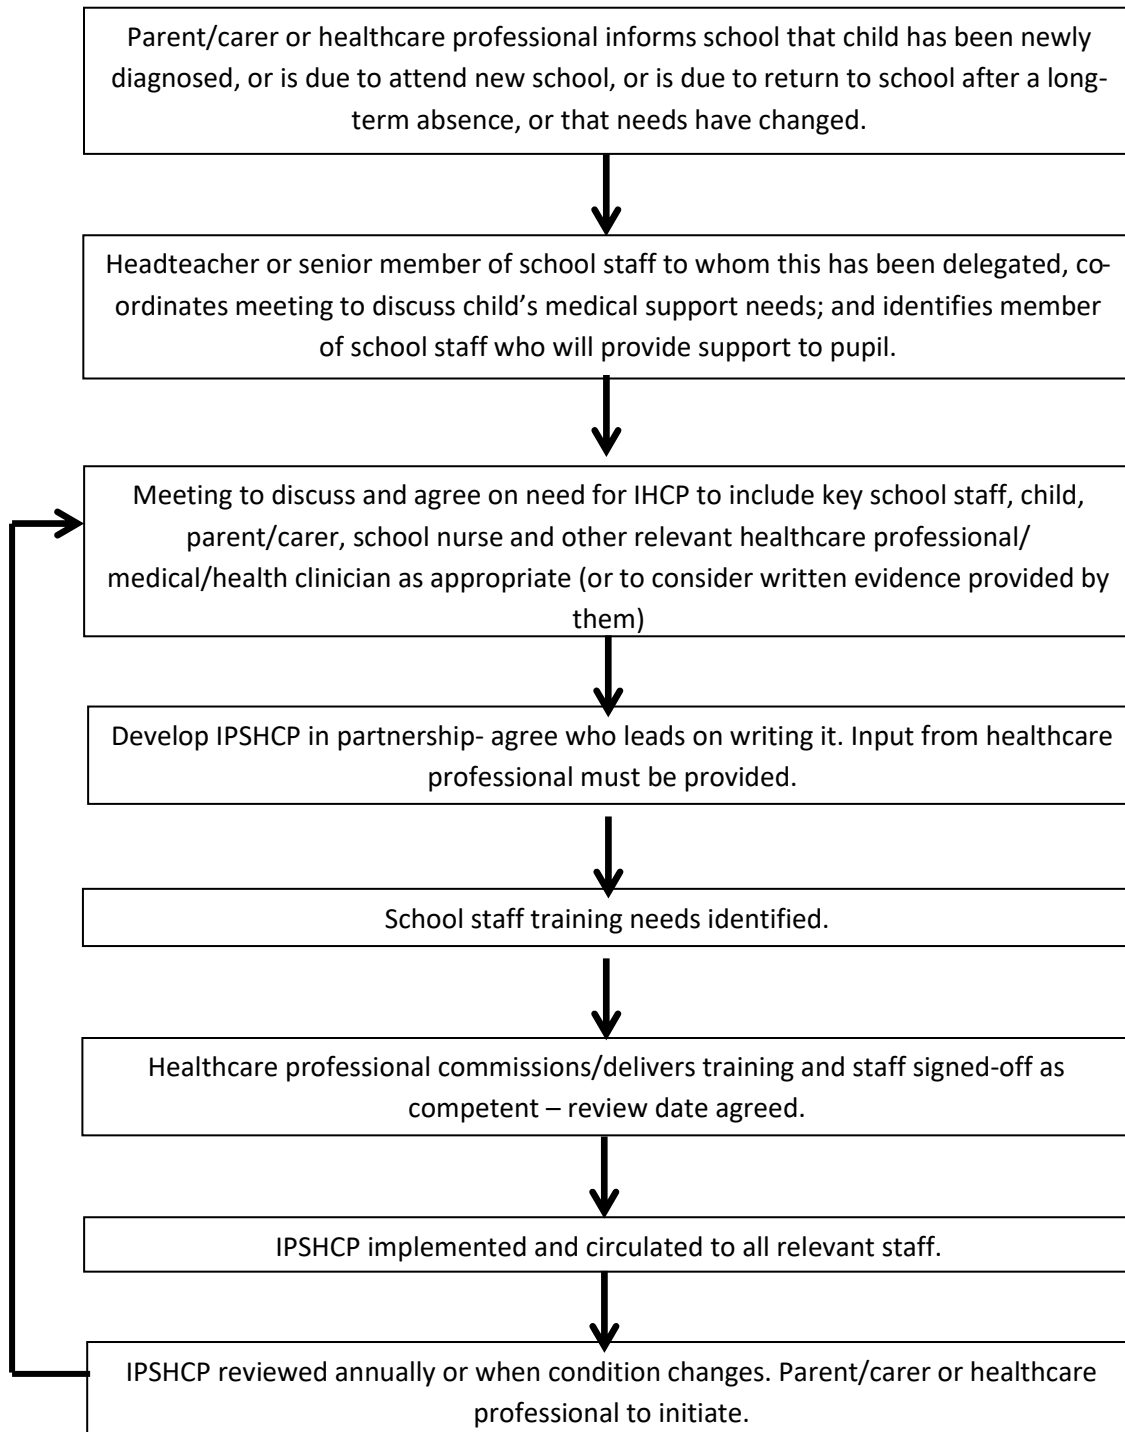 Parent/carer or healthcare professional informs school that child has been newly
diagnosed, or is due to attend new school, or is due to return to school after a long-
term absence, or that needs have changed.
Headteacher or senior member of school staff to whom this has been delegated, co-
ordinates meeting to discuss child’s medical support needs; and identifies member
of school staff who will provide support to pupil.
Meeting to discuss and agree on need for IHCP to include key school staff, child,
parent/carer, school nurse and other relevant healthcare professional/
medical/health clinician as appropriate (or to consider written evidence provided by
them)
Develop IPSHCP in partnership- agree who leads on writing it. Input from healthcare
professional must be provided.
School staff training needs identified.
Healthcare professional commissions/delivers training and staff signed-off as
competent – review date agreed.
IPSHCP implemented and circulated to all relevant staff.
IPSHCP reviewed annually or when condition changes. Parent/carer or healthcare
professional to initiate.